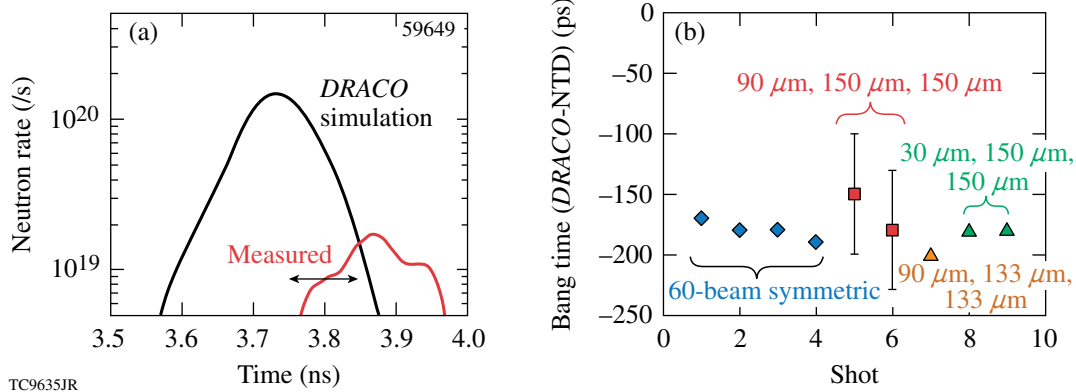 (a)
59649
DRACO
simulation
Measured
Neutron rate (/s)
10^20
10^19
3.5 3.6 3.7 3.8 3.9 4.0
Time (ns)
TC9635JR
(b)
Bang time (DRACO-NTD) (ps)
0
−50
−100
−150
−200
−250
90 μm, 150 μm, 150 μm
30 μm, 150 μm,
150 μm
60-beam symmetric
90 μm, 133 μm,
133 μm
0 2 4 6 8 10
Shot